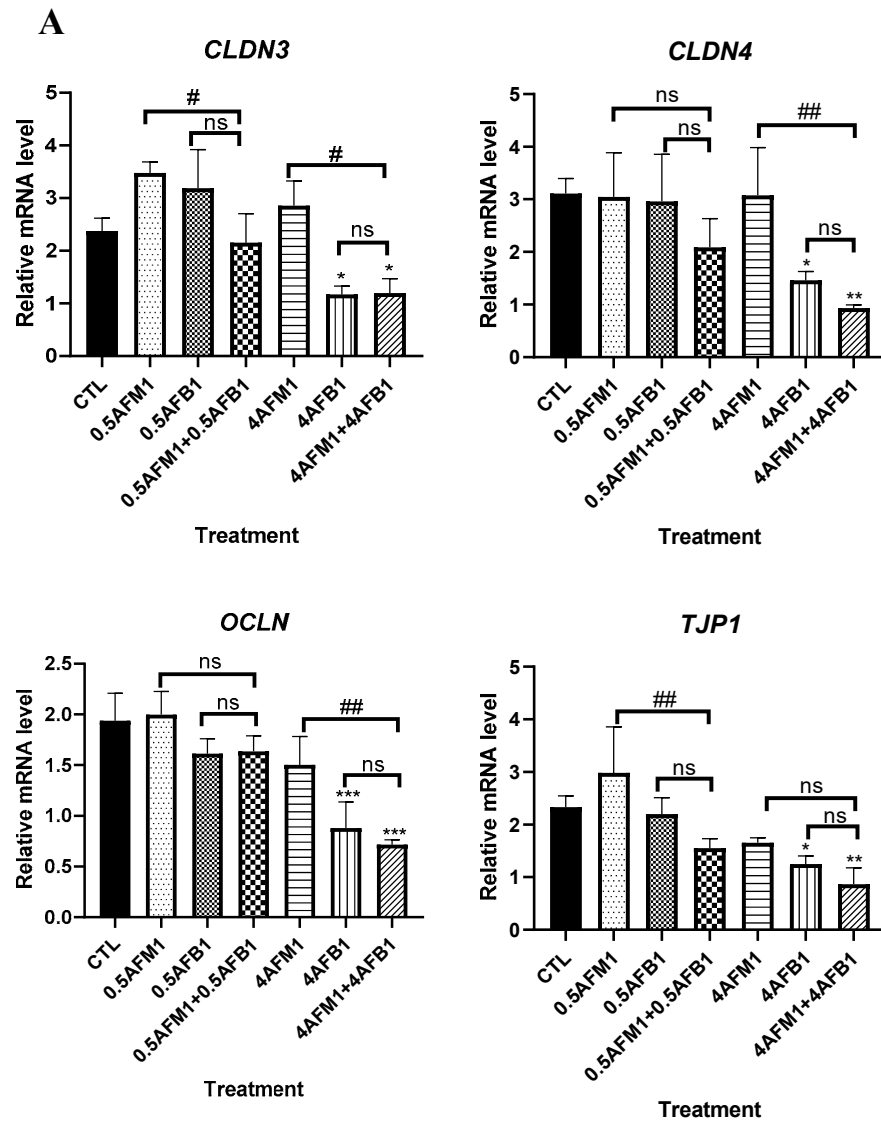 A
CLDN3
Relative mRNA level
5
4
3
2
1
0
#
ns
#
ns
*
*
CTL
0.5AFM1
0.5AFB1
0.5AFM1+0.5AFB1
4AFM1
4AFB1
4AFM1+4AFB1
Treatment
CLDN4
Relative mRNA level
5
4
3
2
1
0
ns
ns
##
ns
*
**
CTL
0.5AFM1
0.5AFB1
0.5AFM1+0.5AFB1
4AFM1
4AFB1
4AFM1+4AFB1
Treatment
OCLN
Relative mRNA level
2.5
2.0
1.5
1.0
0.5
0.0
ns
ns
##
ns
***
***
CTL
0.5AFM1
0.5AFB1
0.5AFM1+0.5AFB1
4AFM1
4AFB1
4AFM1+4AFB1
Treatment
TJP1
Relative mRNA level
5
4
3
2
1
0
##
ns
ns
ns
*
**
CTL
0.5AFM1
0.5AFB1
0.5AFM1+0.5AFB1
4AFM1
4AFB1
4AFM1+4AFB1
Treatment